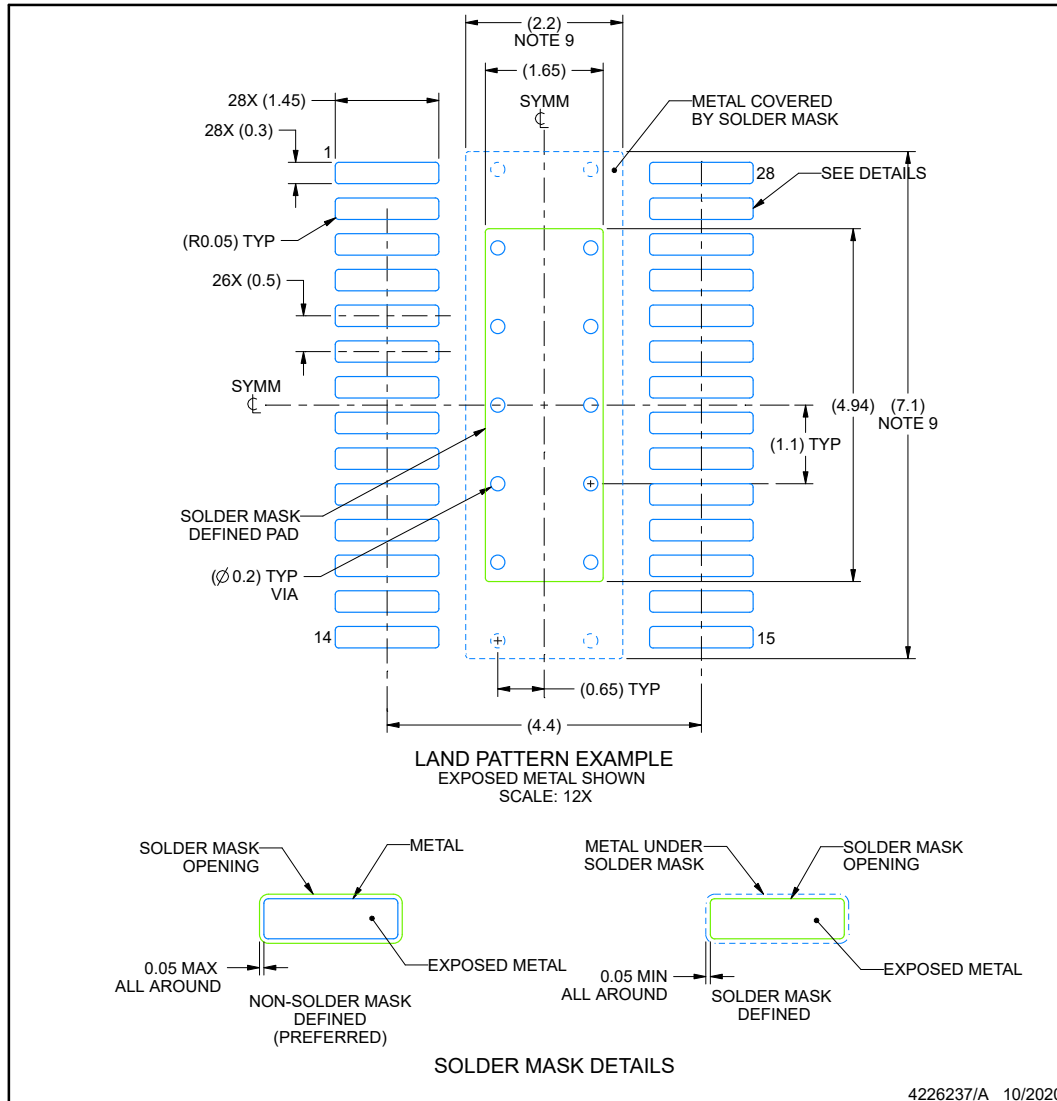 (2.2)
NOTE 9
(1.65)
SYMM
℄
METAL COVERED
BY SOLDER MASK
28X (1.45)
28X (0.3)
1
28
SEE DETAILS
(R0.05) TYP
26X (0.5)
SYMM
℄
(4.94)
(7.1)
NOTE 9
(1.1) TYP
SOLDER MASK
DEFINED PAD
(Ø 0.2) TYP
VIA
14
15
(0.65) TYP
(4.4)
LAND PATTERN EXAMPLE
EXPOSED METAL SHOWN
SCALE: 12X
SOLDER MASK
OPENING
METAL
EXPOSED METAL
0.05 MAX
ALL AROUND
NON-SOLDER MASK
DEFINED
(PREFERRED)
METAL UNDER
SOLDER MASK
SOLDER MASK
OPENING
EXPOSED METAL
0.05 MIN
ALL AROUND
SOLDER MASK
DEFINED
SOLDER MASK DETAILS
4226237/A 10/2020